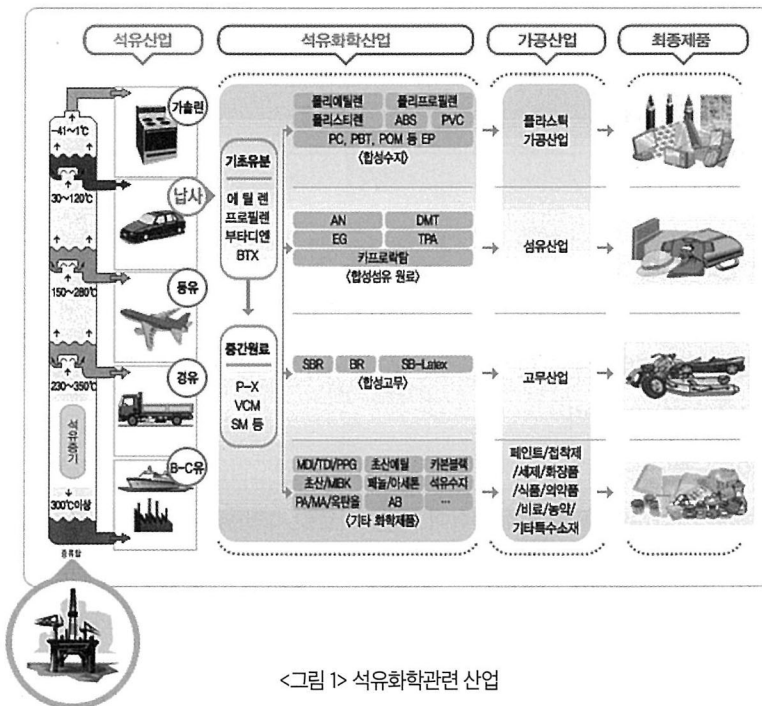 석유산업
석유화학산업
가공산업
최종제품
가솔린
-41~1℃
납사
30~120℃
등유
150~280℃
경유
230~350℃
석유증기
B-C유
300℃이상
증류탑
기초유분
에 틸 렌
프로필렌
부타디엔
BTX
중간원료
P-X
VCM
SM 등
폴리에틸렌 폴리프로필렌
폴리스티렌 ABS PVC
PC, PBT, POM 등 EP
(합성수지)
AN DMT
EG TPA
카프로락탐
(합성섬유 원료)
SBR BR SB-Latex
(합성고무)
MDI/TDI/PPG 초산에틸 카본블랙
초산/MEK 페놀/아세톤 석유수지
PA/MA/옥탄올 AB ...
(기타 화학제품)
플라스틱
가공산업
섬유산업
고무산업
페인트/접착제
/세제/화장품
/식품/의약품
/비료/농약/
기타특수소재
<그림 1> 석유화학관련 산업